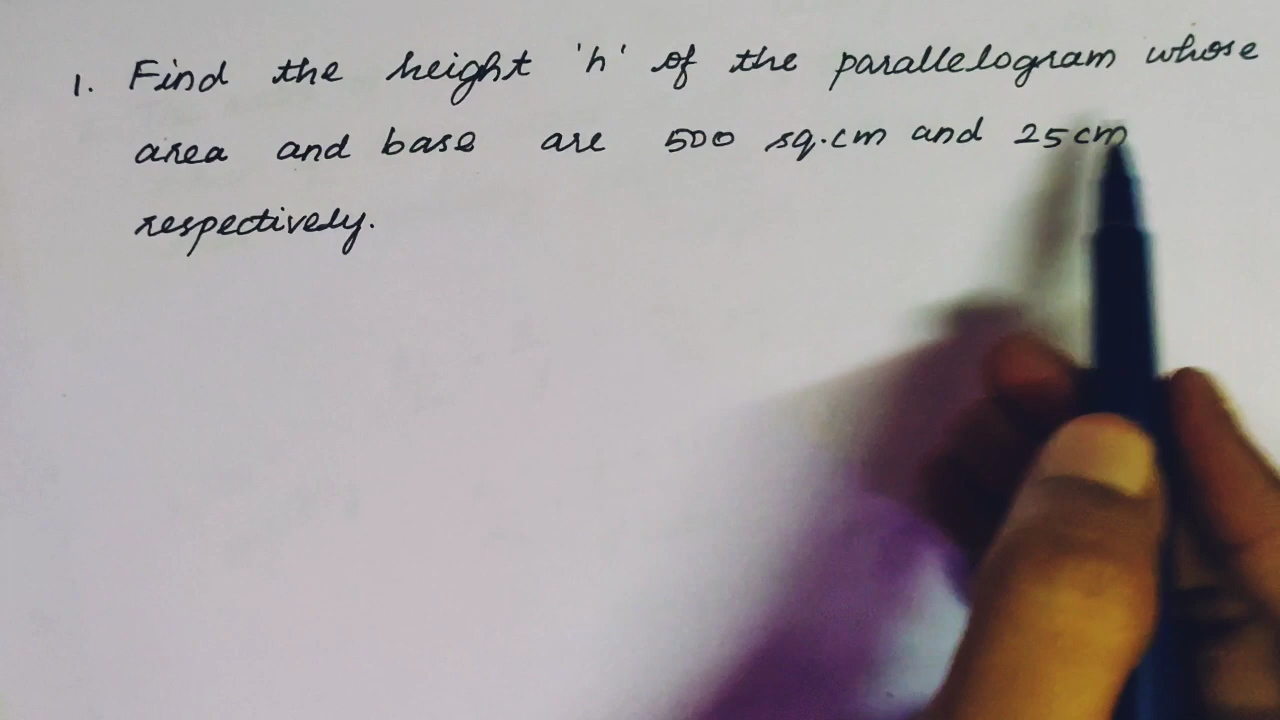 1. Find the height 'h' of the parallelogram whose
area and base are 500 sq.cm and 25cm
respectively.